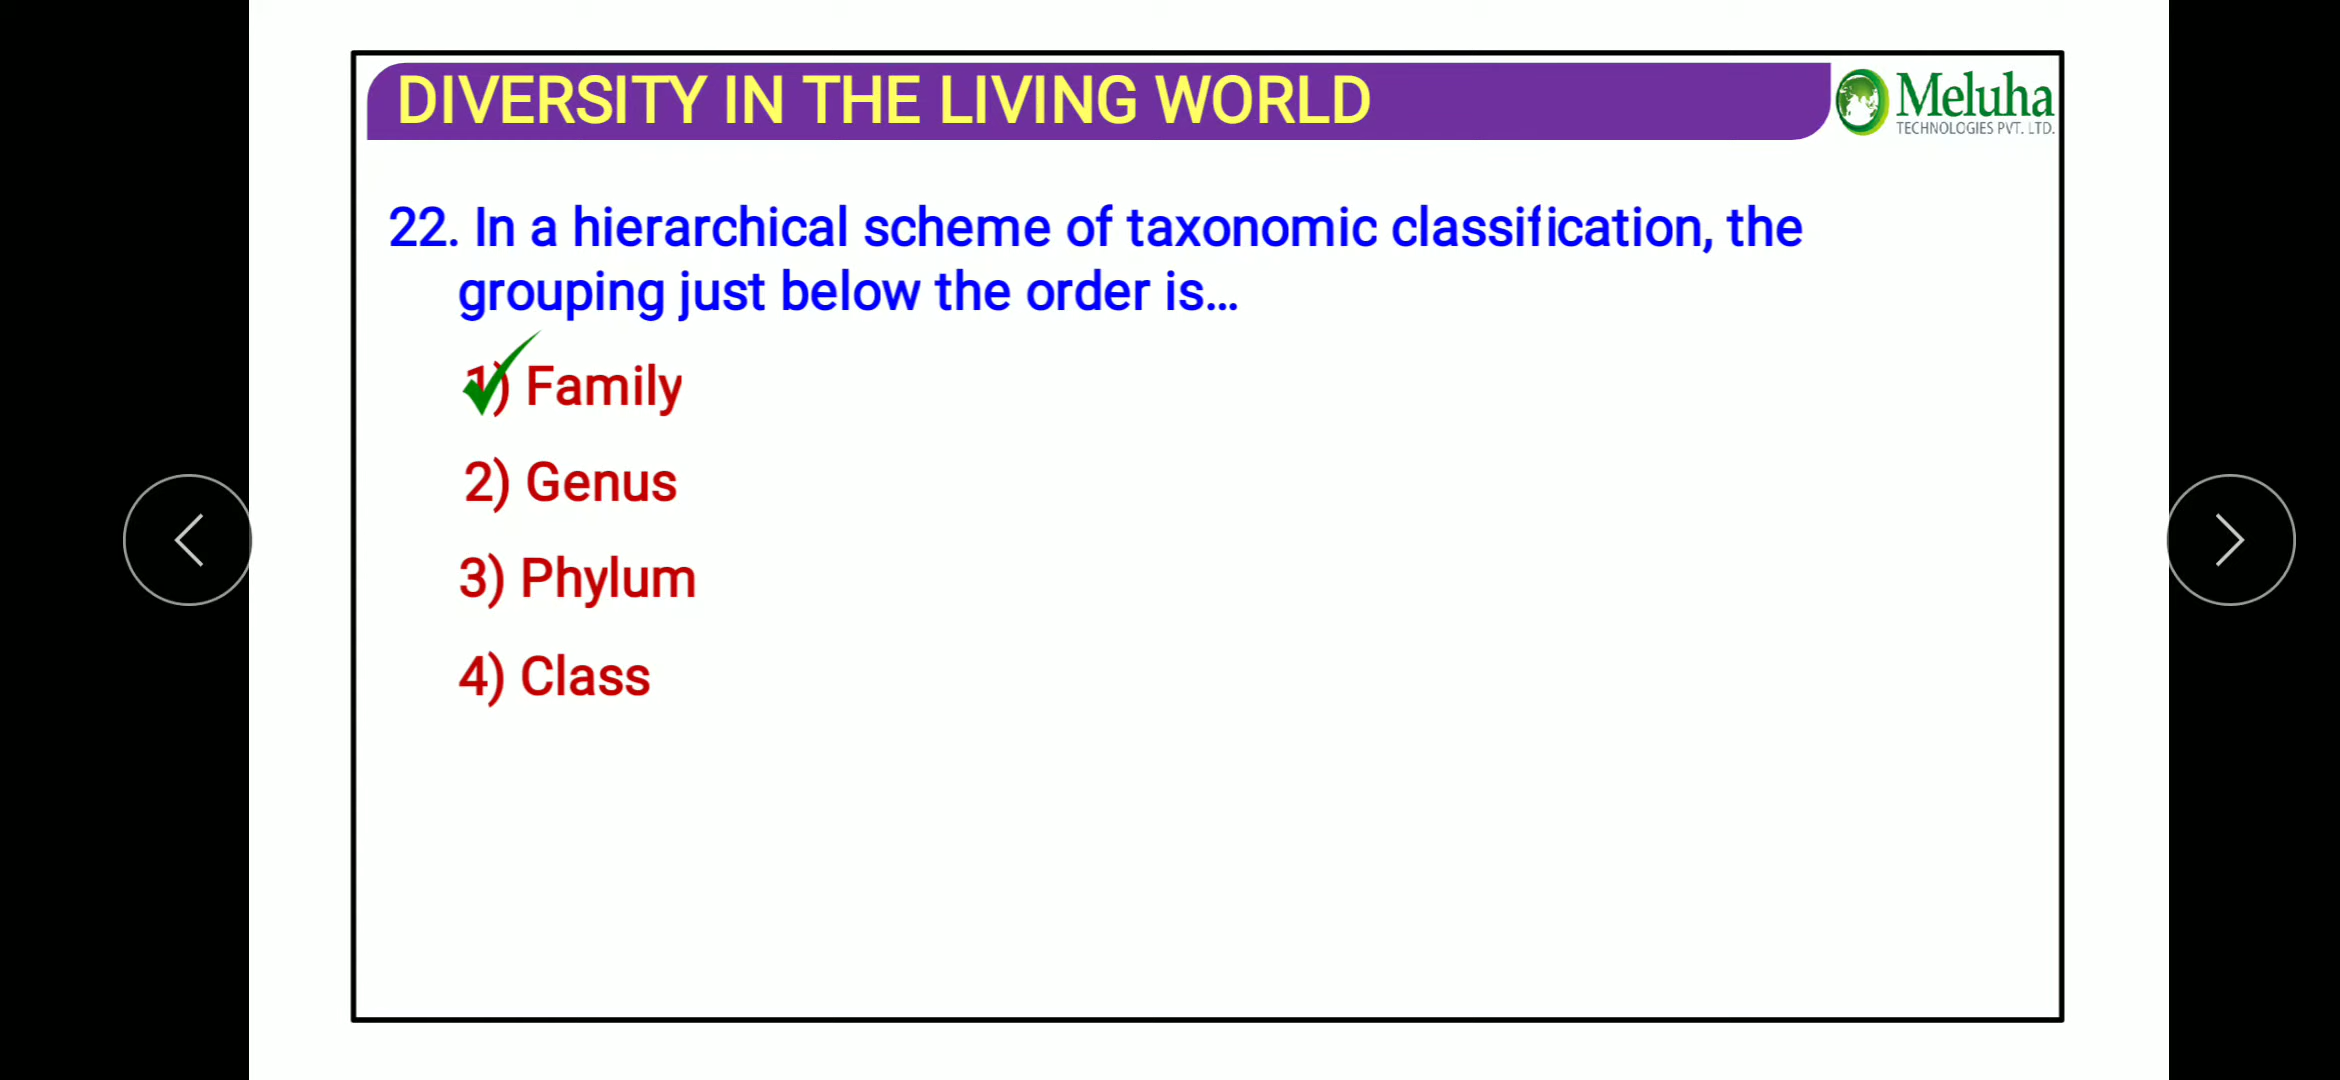 DIVERSITY IN THE LIVING WORLD
Meluha
TECHNOLOGIES PVT. LTD.
22. In a hierarchical scheme of taxonomic classification, the
grouping just below the order is...
1) Family
2) Genus
3) Phylum
4) Class